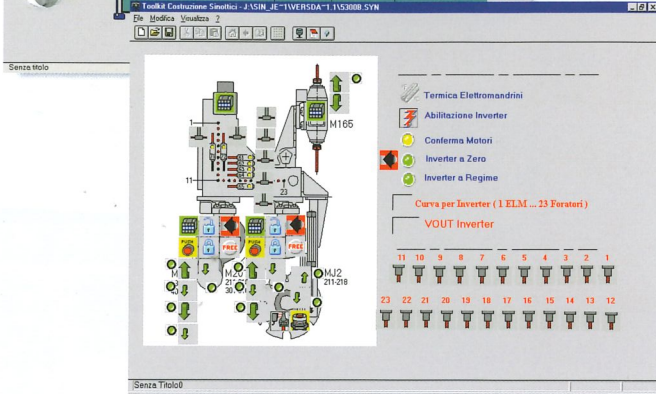 Toolkit Costruzione Sinottici - J:\SIN_JE~1\VERSDA~1.1\5300B.SYN
File Modifica Visualizza ?
Senza titolo
M165
1
11
23
Termica Elettromandrini
Abilitazione Inverter
Conferma Motori
Inverter a Zero
Inverter a Regime
Curva per Inverter ( 1 ELM ... 23 Foratori )
VOUT Inverter
PUSH FREE PUSH FREE
MJ2
211-218
11 10 9 8 7 6 5 4 3 2 1
23 22 21 20 19 18 17 16 15 14 13 12
Senza Titolo0